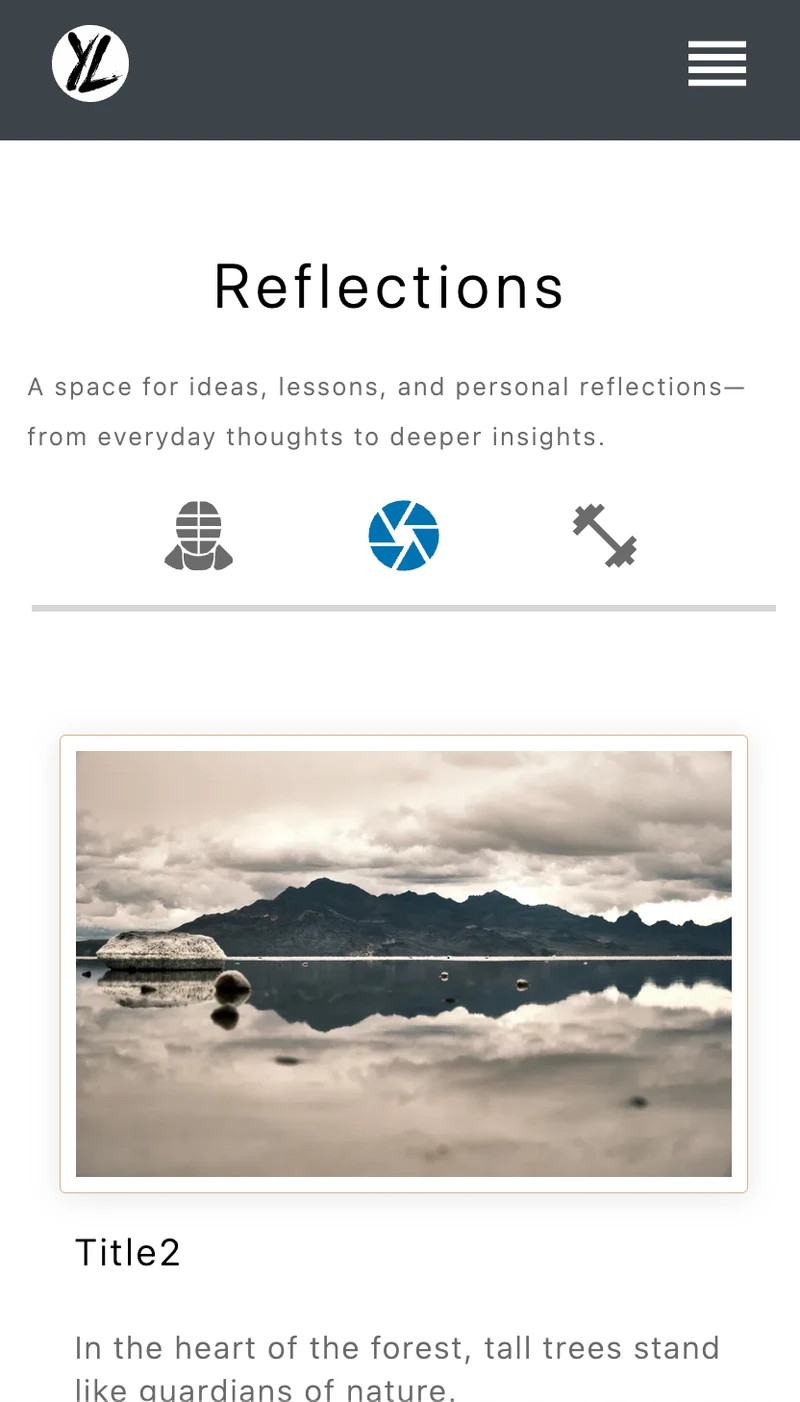 YL
Reflections
A space for ideas, lessons, and personal reflections—
from everyday thoughts to deeper insights.
Title2
In the heart of the forest, tall trees stand
like guardians of nature.